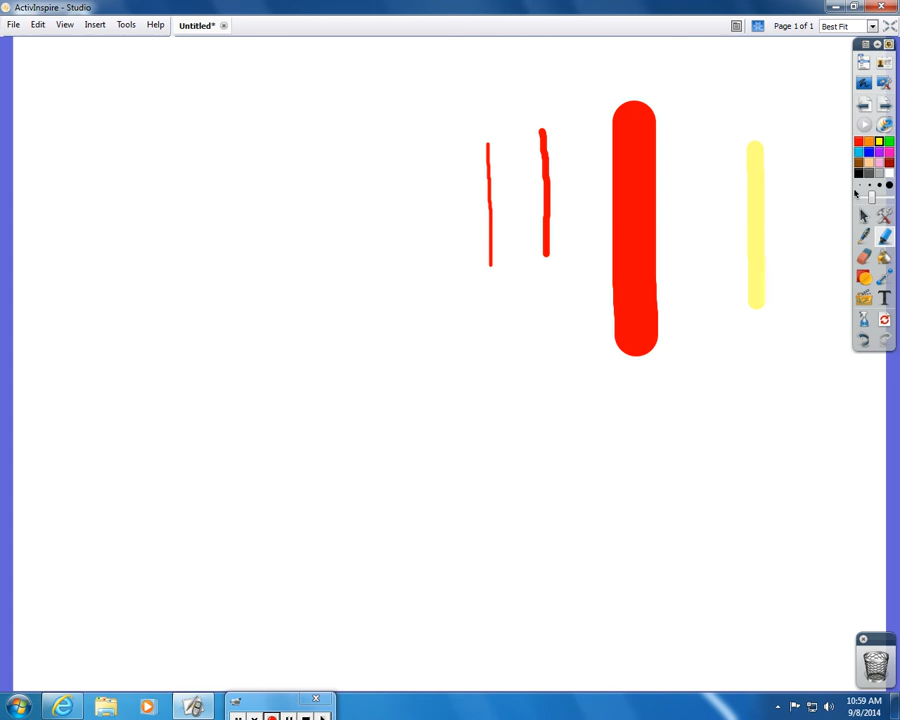 ActivInspire - Studio
File Edit View Insert Tools Help Untitled* Page 1 of 1 Best Fit
T
10:59 AM
9/8/2014